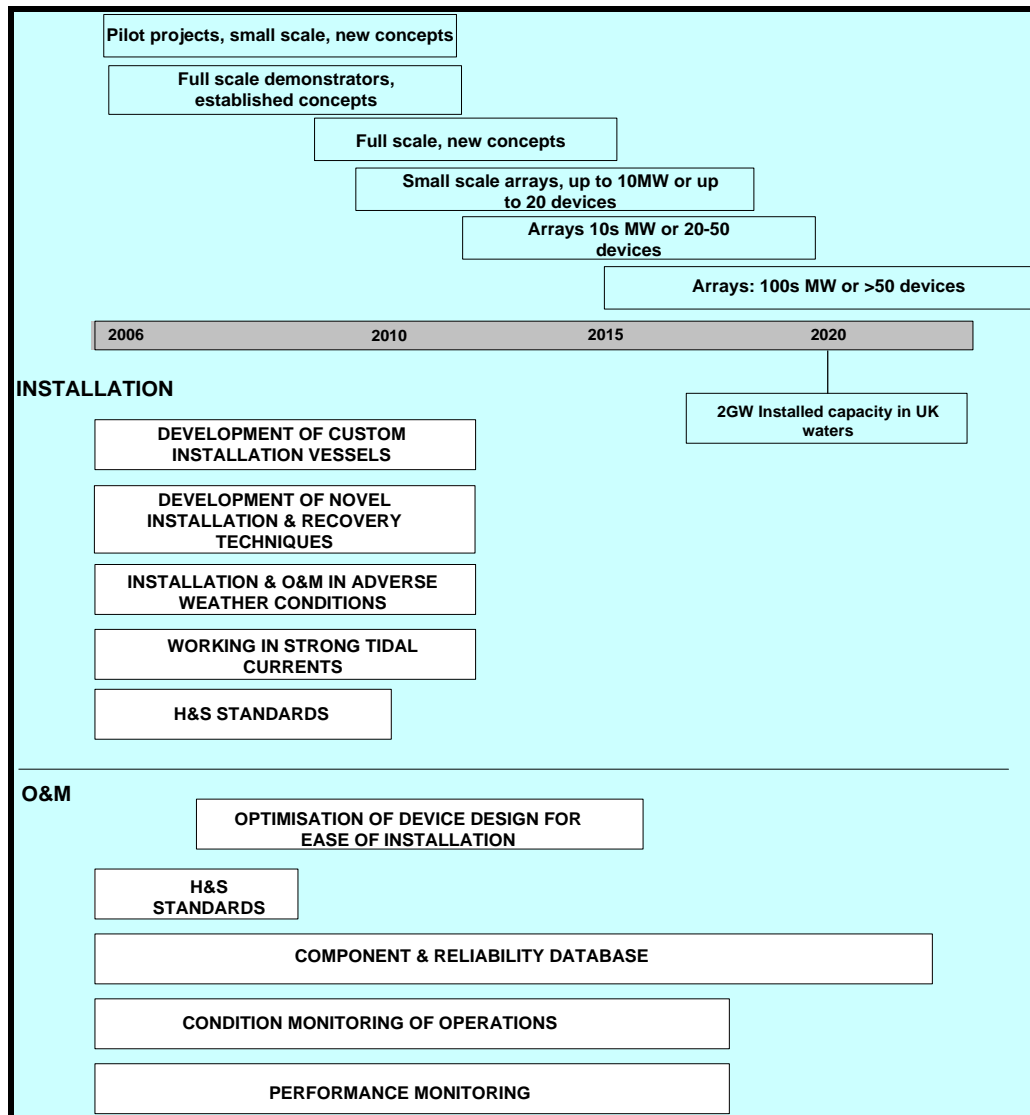 Pilot projects, small scale, new concepts
Full scale demonstrators,
established concepts
Full scale, new concepts
Small scale arrays, up to 10MW or up
to 20 devices
Arrays 10s MW or 20-50
devices
Arrays: 100s MW or >50 devices
2006 2010 2015 2020
INSTALLATION
2GW Installed capacity in UK
waters
DEVELOPMENT OF CUSTOM
INSTALLATION VESSELS
DEVELOPMENT OF NOVEL
INSTALLATION & RECOVERY
TECHNIQUES
INSTALLATION & O&M IN ADVERSE
WEATHER CONDITIONS
WORKING IN STRONG TIDAL
CURRENTS
H&S STANDARDS
O&M
OPTIMISATION OF DEVICE DESIGN FOR
EASE OF INSTALLATION
H&S
STANDARDS
COMPONENT & RELIABILITY DATABASE
CONDITION MONITORING OF OPERATIONS
PERFORMANCE MONITORING